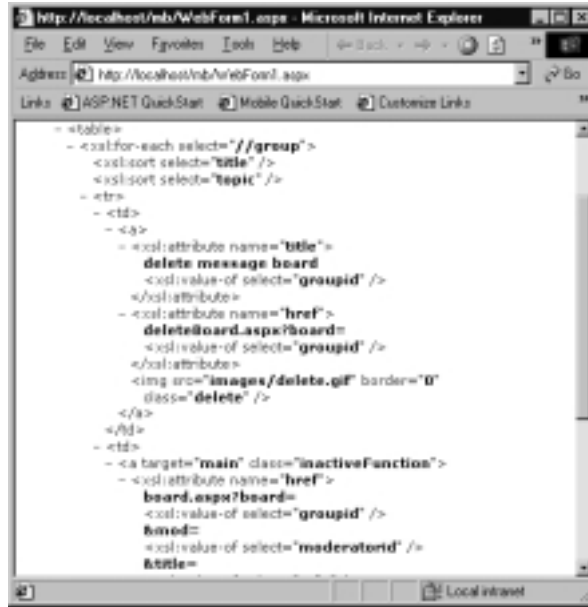 http://localhost/mb/WebForm1.aspx - Microsoft Internet Explorer
File Edit View Favorites Tools Help Back »
Address http://localhost/mb/WebForm1.aspx Go
Links ASP.NET QuickStart Mobile QuickStart Customize Links »
- <table>
- <xsl:for-each select="//group">
<xsl:sort select="title" />
<xsl:sort select="topic" />
- <tr>
- <td>
- <a>
- <xsl:attribute name="title">
delete message board
<xsl:value-of select="groupid" />
</xsl:attribute>
- <xsl:attribute name="href">
deleteBoard.aspx?board=
<xsl:value-of select="groupid" />
</xsl:attribute>
<img src="images/delete.gif" border="0"
class="delete" />
</a>
</td>
- <td>
- <a target="main" class="inactiveFunction">
- <xsl:attribute name="href">
board.aspx?board=
<xsl:value-of select="groupid" />
&mod=
<xsl:value-of select="moderatorid" />
&title=
Local intranet